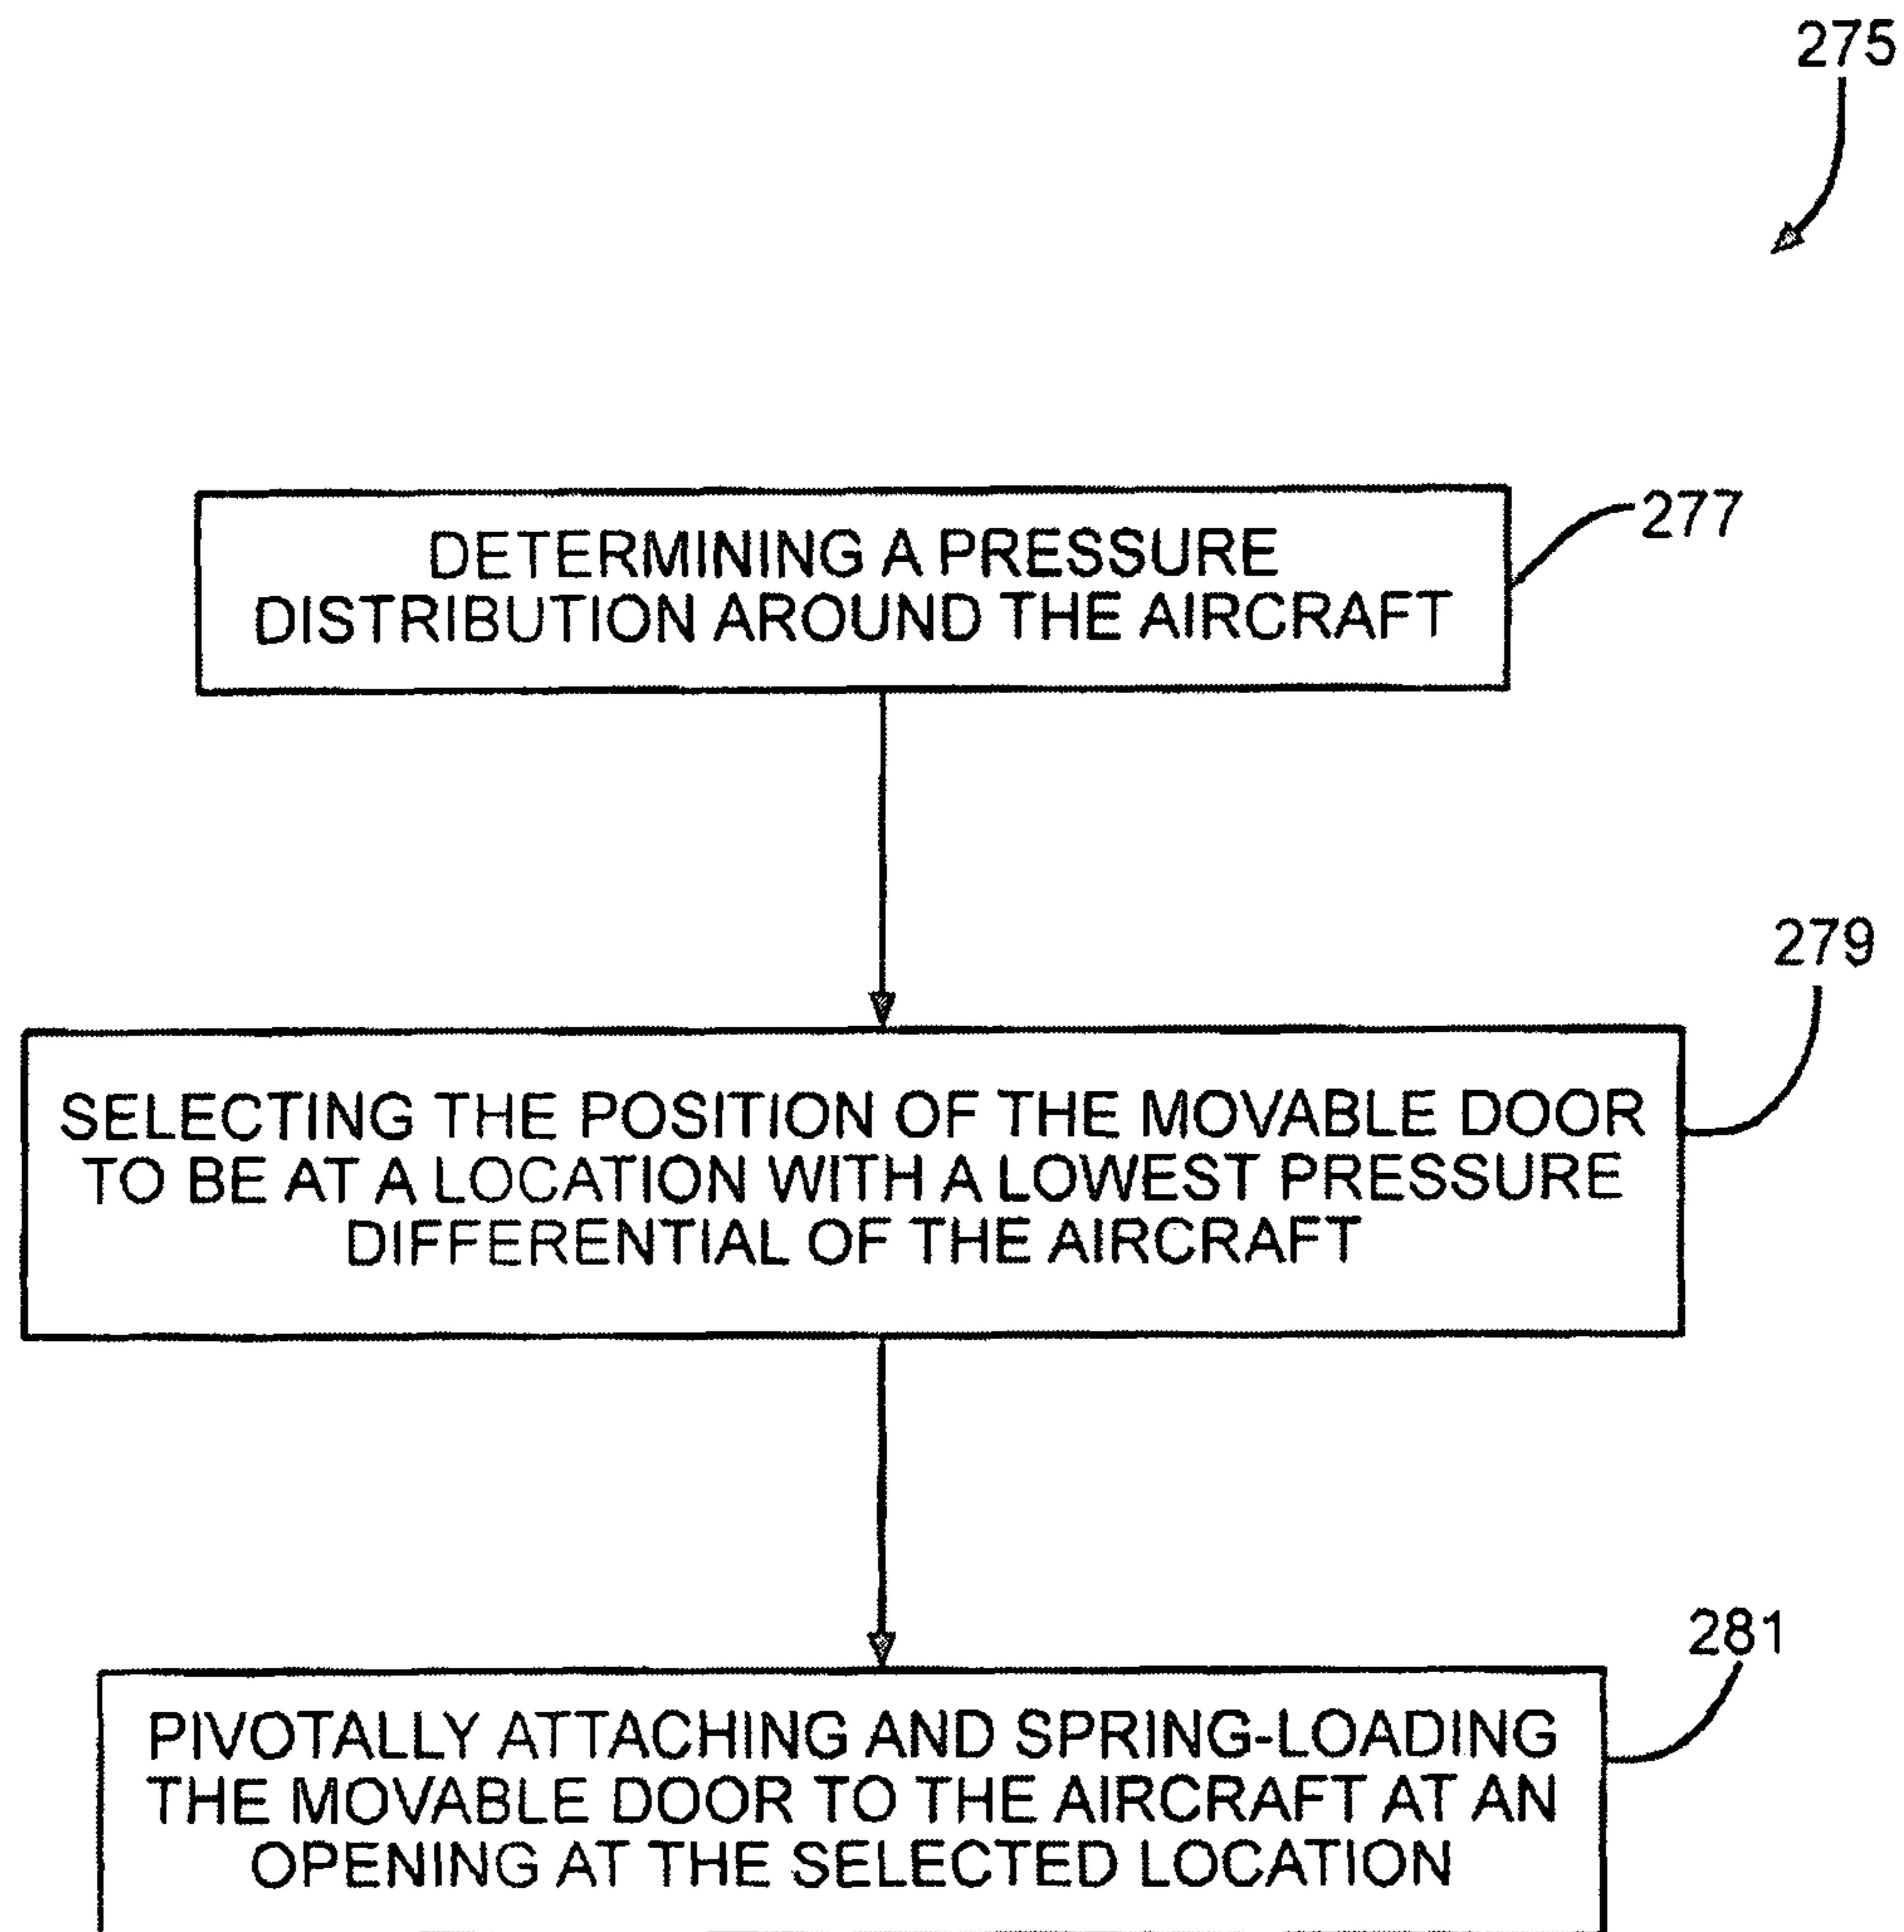 275
DETERMINING A PRESSURE
DISTRIBUTION AROUND THE AIRCRAFT
277
279
SELECTING THE POSITION OF THE MOVABLE DOOR
TO BE AT A LOCATION WITH A LOWEST PRESSURE
DIFFERENTIAL OF THE AIRCRAFT
281
PIVOTALLY ATTACHING AND SPRING-LOADING
THE MOVABLE DOOR TO THE AIRCRAFT AT AN
OPENING AT THE SELECTED LOCATION